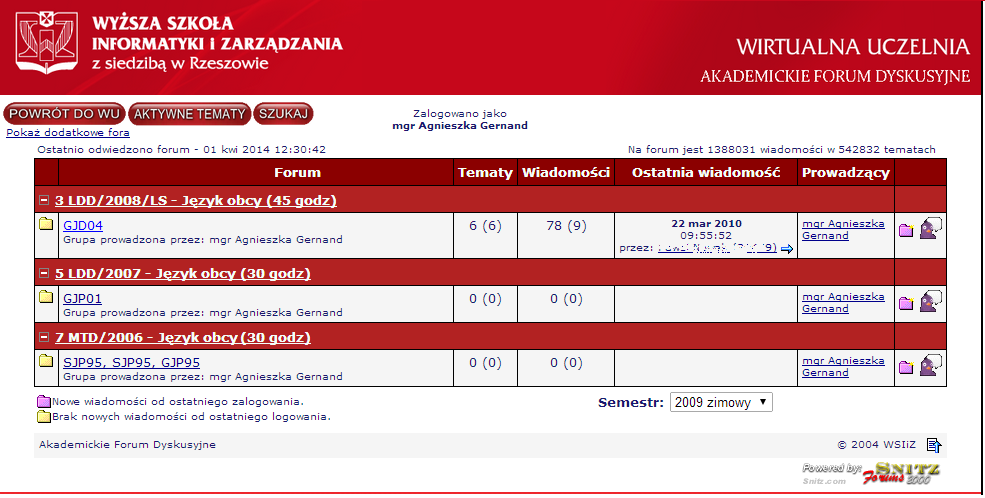 WYŻSZA SZKOŁA
INFORMATYKI I ZARZĄDZANIA
z siedzibą w Rzeszowie
WIRTUALNA UCZELNIA
AKADEMICKIE FORUM DYSKUSYJNE
POWRÓT DO WU AKTYWNE TEMATY SZUKAJ
Pokaż dodatkowe fora
Zalogowano jako
mgr Agnieszka Gernand
Ostatnio odwiedzono forum - 01 kwi 2014 12:30:42
Na forum jest 1388031 wiadomości w 542832 tematach
Forum Tematy Wiadomości Ostatnia wiadomość Prowadzący
3 LDD/2008/LS - Język obcy (45 godz)
GJD04
Grupa prowadzona przez: mgr Agnieszka Gernand
6 (6) 78 (9)
22 mar 2010
09:55:52
przez:
mgr Agnieszka
Gernand
5 LDD/2007 - Język obcy (30 godz)
GJP01
Grupa prowadzona przez: mgr Agnieszka Gernand
0 (0) 0 (0)
mgr Agnieszka
Gernand
7 MTD/2006 - Język obcy (30 godz)
SJP95, SJP95, GJP95
Grupa prowadzona przez: mgr Agnieszka Gernand
0 (0) 0 (0)
mgr Agnieszka
Gernand
Nowe wiadomości od ostatniego zalogowania.
Brak nowych wiadomości od ostatniego logowania.
Semestr: 2009 zimowy
Akademickie Forum Dyskusyjne
© 2004 WSIiZ
Powered by: SNITZ
Snitz.com Forums 2000